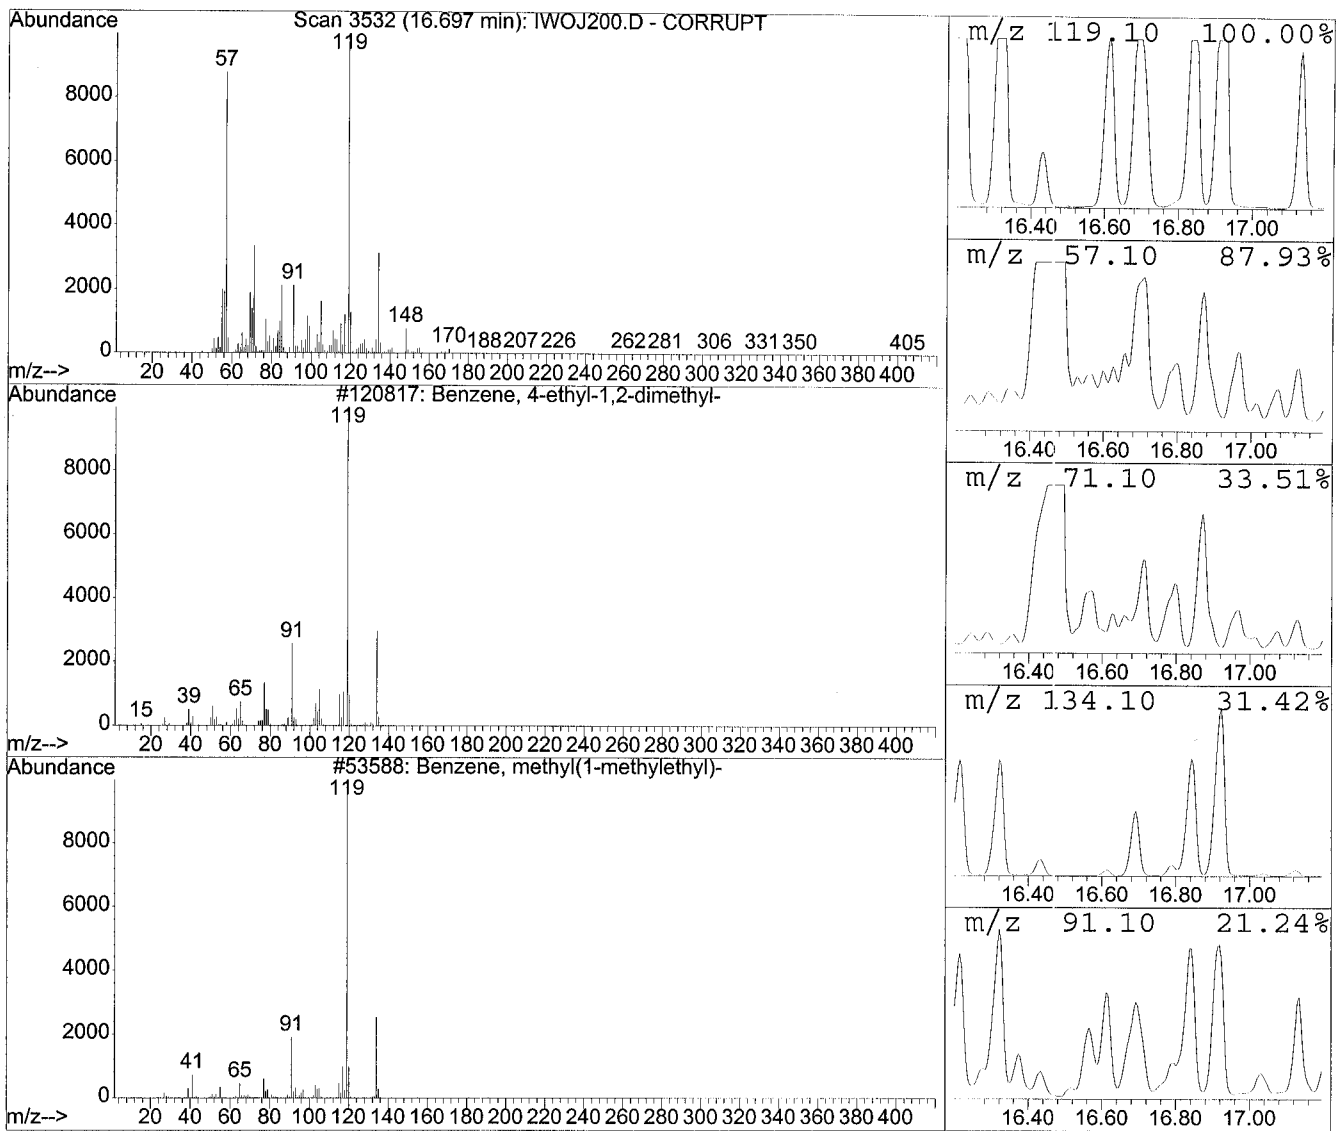 Abundance
Scan 3532 (16.697 min): IWOJ200.D - CORRUPT
119
57
8000
6000
4000
2000
91
148
170 188 207 226 262 281 306 331 350 405
0
m/z--> 20 40 60 80 100 120 140 160 180 200 220 240 260 280 300 320 340 360 380 400
Abundance
#120817: Benzene, 4-ethyl-1,2-dimethyl-
119
8000
6000
4000
91
2000
15 39 65
0
m/z--> 20 40 60 80 100 120 140 160 180 200 220 240 260 280 300 320 340 360 380 400
Abundance
#53588: Benzene, methyl(1-methylethyl)-
119
8000
6000
4000
2000
91
41 65
0
m/z--> 20 40 60 80 100 120 140 160 180 200 220 240 260 280 300 320 340 360 380 400
m/z 119.10 100.00%
16.40 16.60 16.80 17.00
m/z 57.10 87.93%
16.40 16.60 16.80 17.00
m/z 71.10 33.51%
16.40 16.60 16.80 17.00
m/z 134.10 31.42%
16.40 16.60 16.80 17.00
m/z 91.10 21.24%
16.40 16.60 16.80 17.00